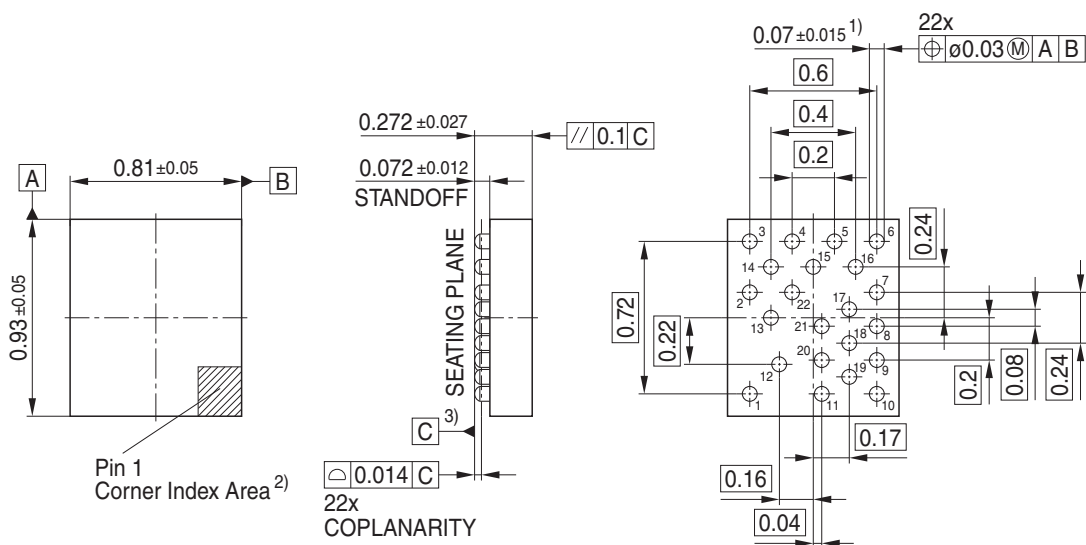 0.07 ±0.015 1)
22x
ø0.03 Ⓜ A B
0.6
0.4
0.2
0.272 ±0.027
// 0.1 C
0.072 ±0.012
STANDOFF
A
0.81 ±0.05
B
0.93 ±0.05
SEATING PLANE
3 4 5 6
14 15 16
2 22 7
17
13 21 8
18
12 20 9
19
1 11 10
0.72
0.22
0.24
0.2
0.08
0.24
C 3)
0.014 C
22x
COPLANARITY
Pin 1
Corner Index Area 2)
0.17
0.16
0.04